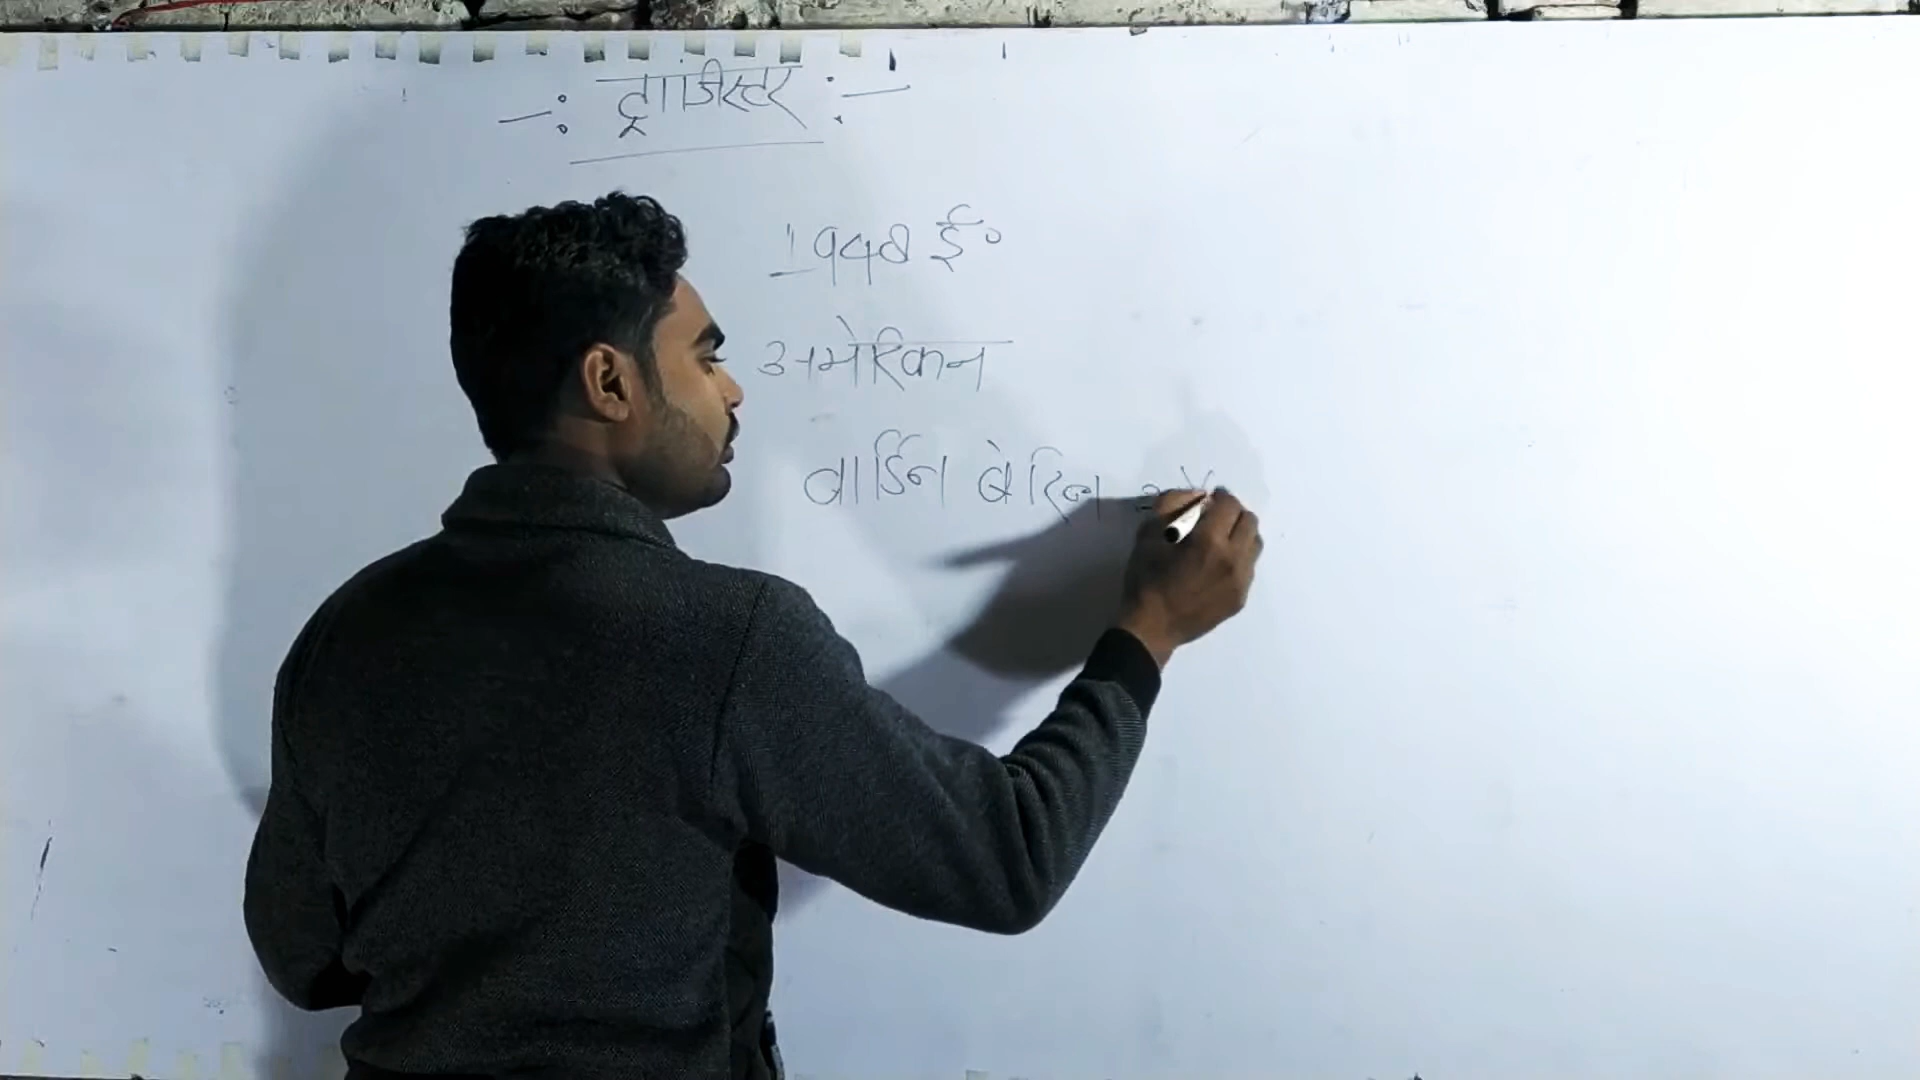 -: ट्रांजिस्टर :-
1948 ई०
अमेरिकन
वार्डिन बेरिन